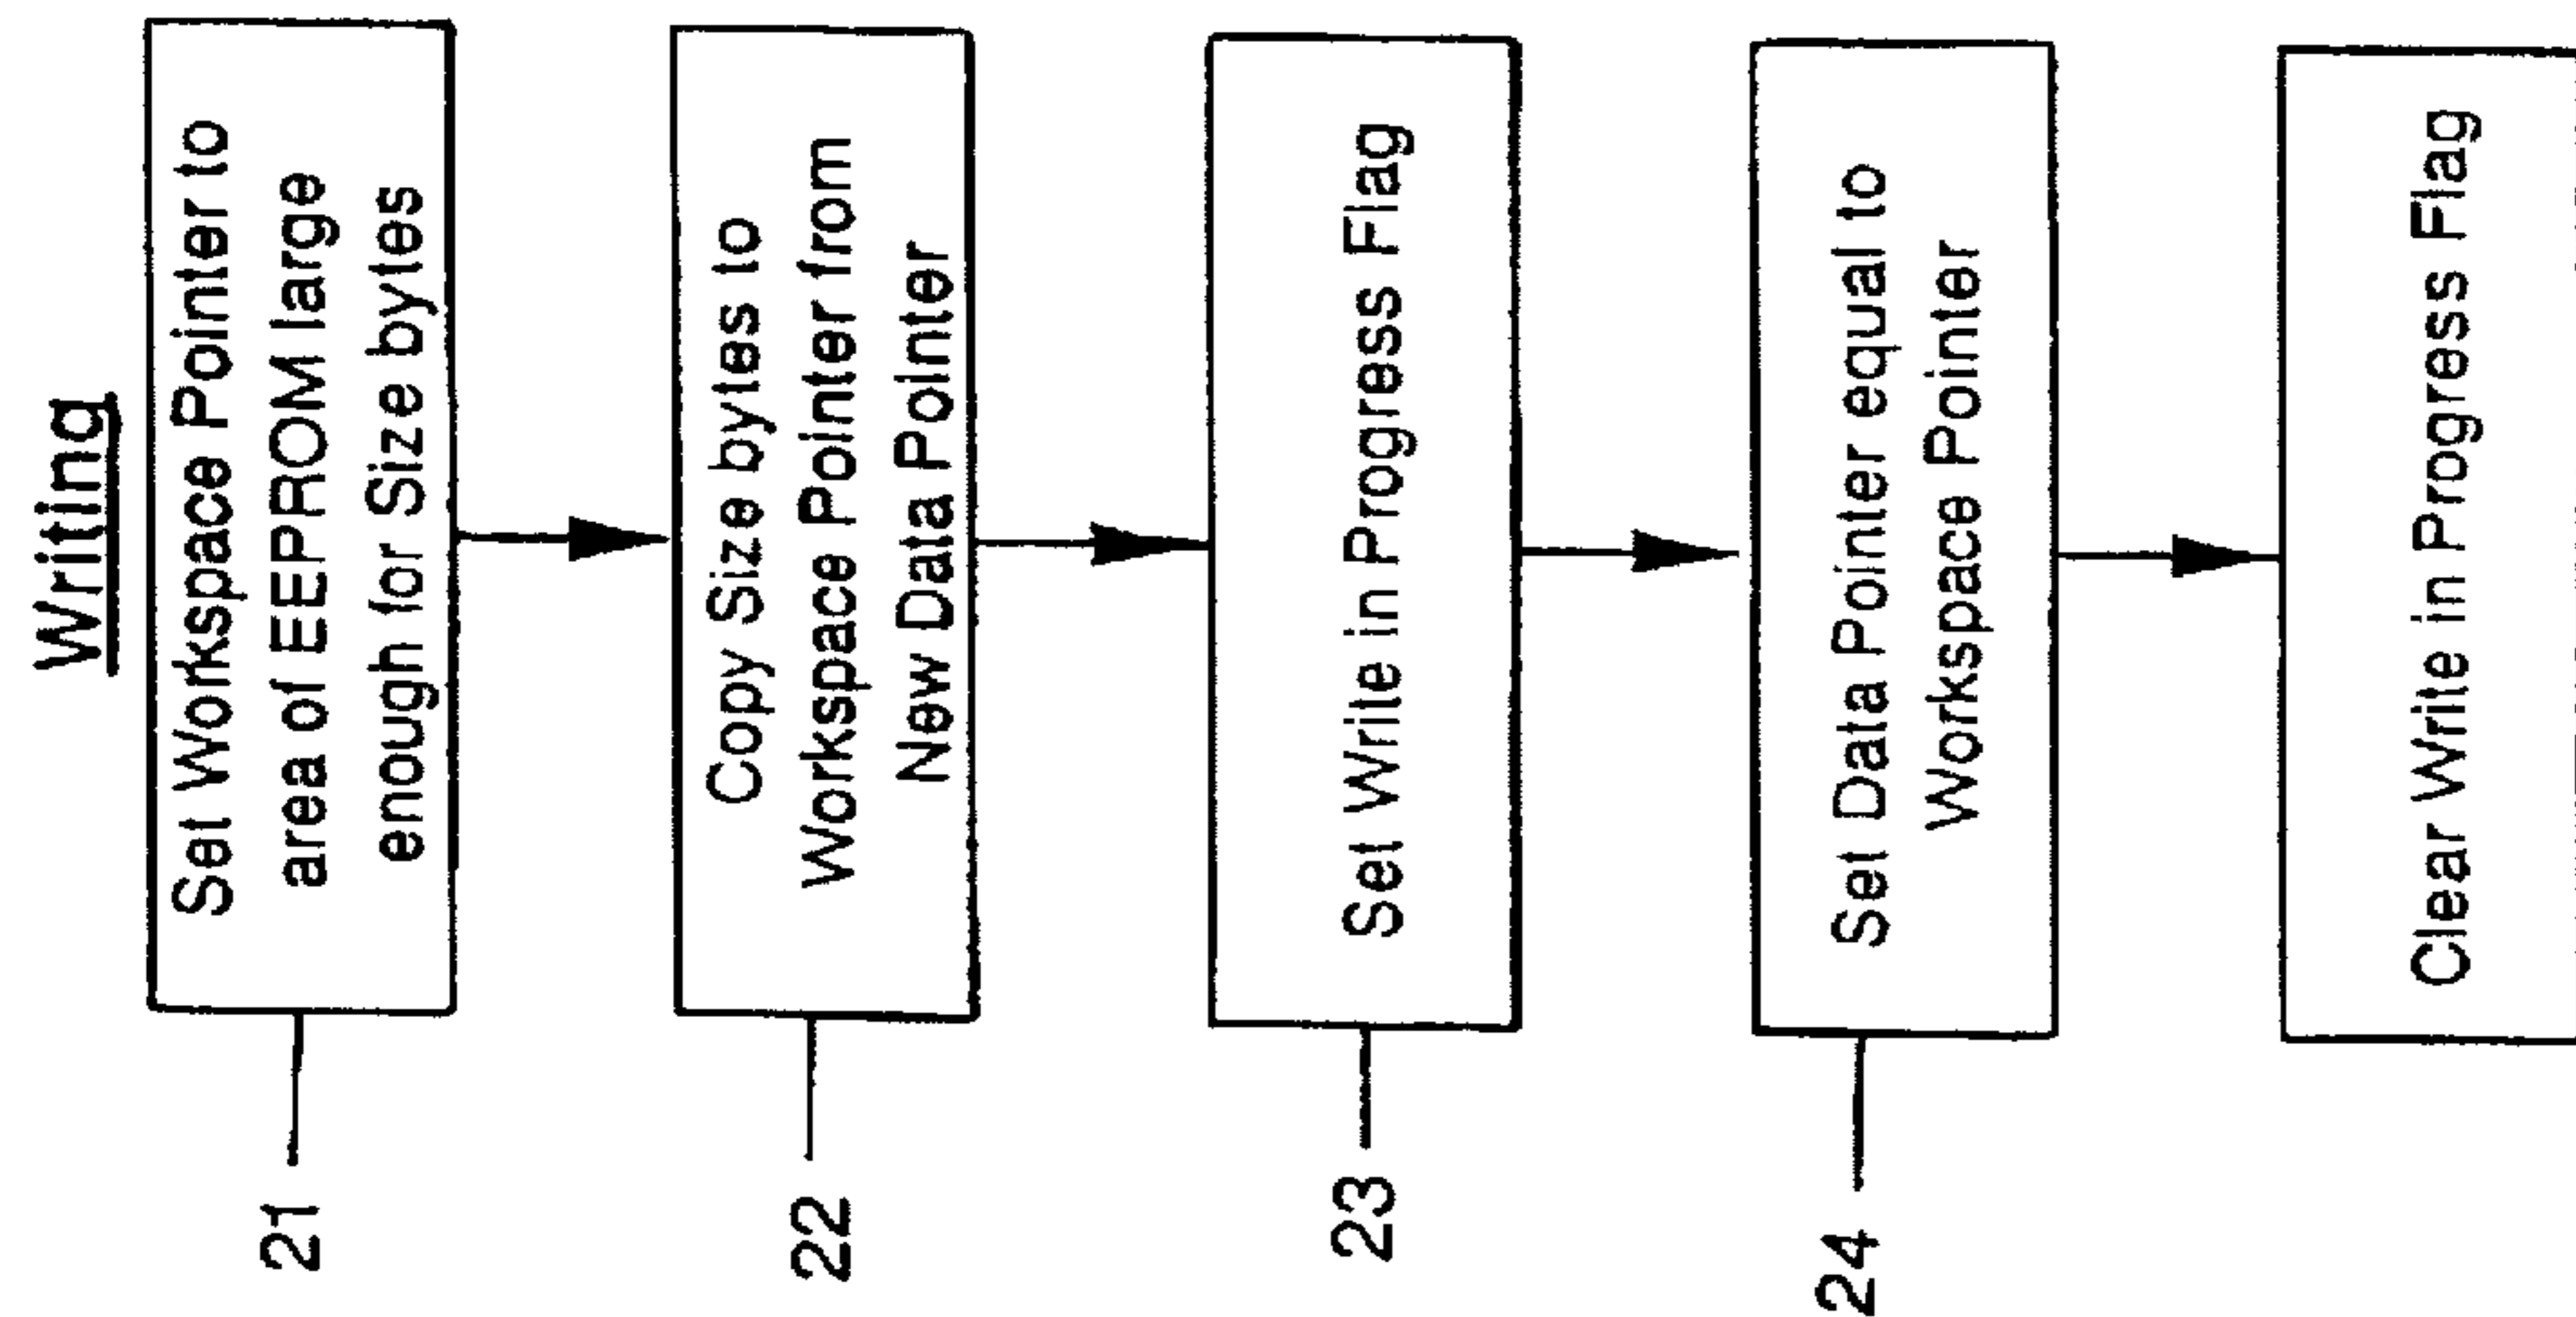 Writing
Set Workspace Pointer to
area of EEPROM large
enough for Size bytes
21
Copy Size bytes to
Workspace Pointer from
New Data Pointer
22
Set Write in Progress Flag
23
Set Data Pointer equal to
Workspace Pointer
24
Clear Write in Progress Flag